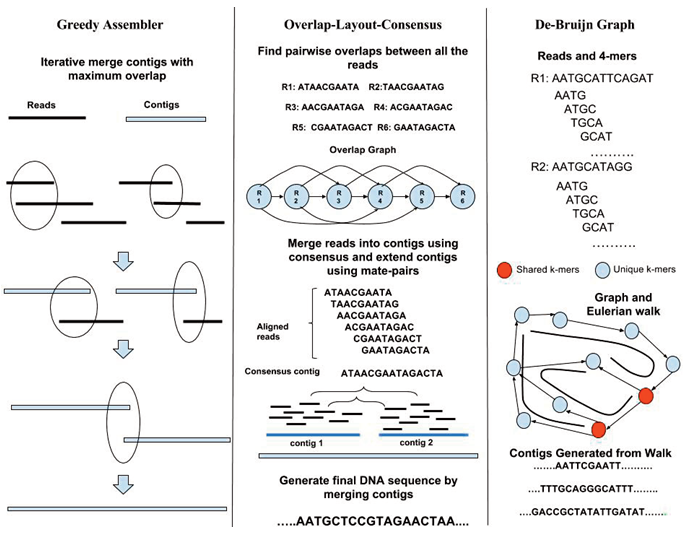 Greedy Assembler
Iterative merge contigs with
maximum overlap
Reads
Contigs
Overlap-Layout-Consensus
Find pairwise overlaps between all the
reads
R1: ATAACGAATA R2:TAACGAATAG
R3: AACGAATAGA R4: ACGAATAGAC
R5: CGAATAGACT R6: GAATAGACTA
Overlap Graph
R
1
R
2
R
3
R
4
R
5
R
6
Merge reads into contigs using
consensus and extend contigs
using mate-pairs
Aligned
reads
ATAACGAATA
TAACGAATAG
AACGAATAGA
ACGAATAGAC
CGAATAGACT
GAATAGACTA
Consensus contig
ATAACGAATAGACTA
contig 1
contig 2
Generate final DNA sequence by
merging contigs
.....AATGCTCCGTAGAACTAA....
De-Bruijn Graph
Reads and 4-mers
R1: AATGCATTCAGAT
AATG
ATGC
TGCA
GCAT
..........
R2: AATGCATAGG
AATG
ATGC
TGCA
GCAT
..........
Shared k-mers
Unique k-mers
Graph and
Eulerian walk
Contigs Generated from Walk
.......AATTCGAATT..........
....TTTGCAGGGCATTT........
...GACCGCTATATTGATAT......